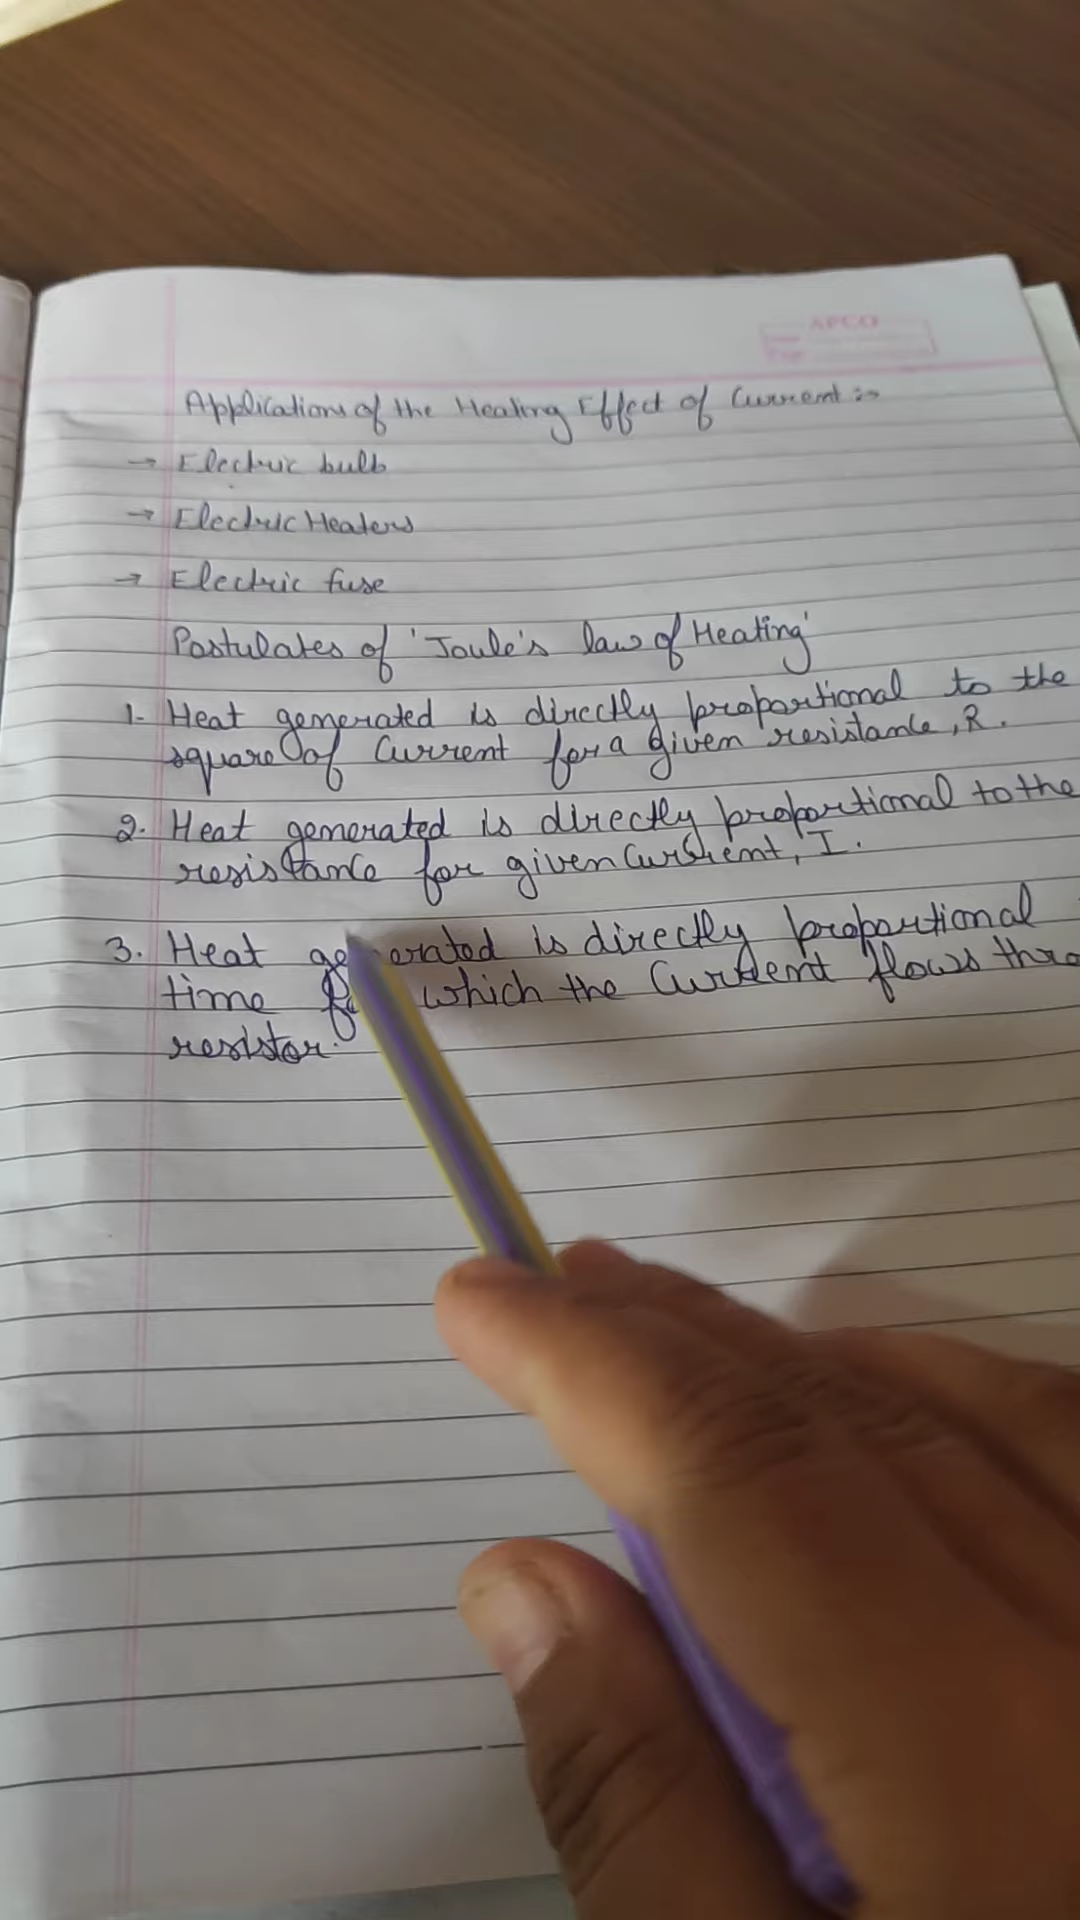 APCO
Applications of the Heating Effect of Current :-
→ Electric bulb
→ Electric Heaters
→ Electric fuse
Postulates of 'Joule's law of Heating'
1- Heat generated is directly proportional to the
square of Current for a given resistance, R.
2. Heat generated is directly proportional to the
resistance for given current, I.
3. Heat is directly proportional
time which the Current flows thro
resistor.